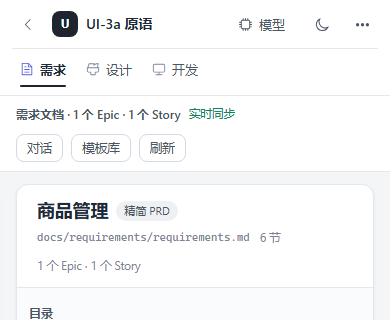 U UI-3a 原语 模型
需求 设计 开发
需求文档 · 1 个 Epic · 1 个 Story 实时同步
对话 模板库 刷新
商品管理 精简 PRD
docs/requirements/requirements.md 6 节
1 个 Epic · 1 个 Story
目录